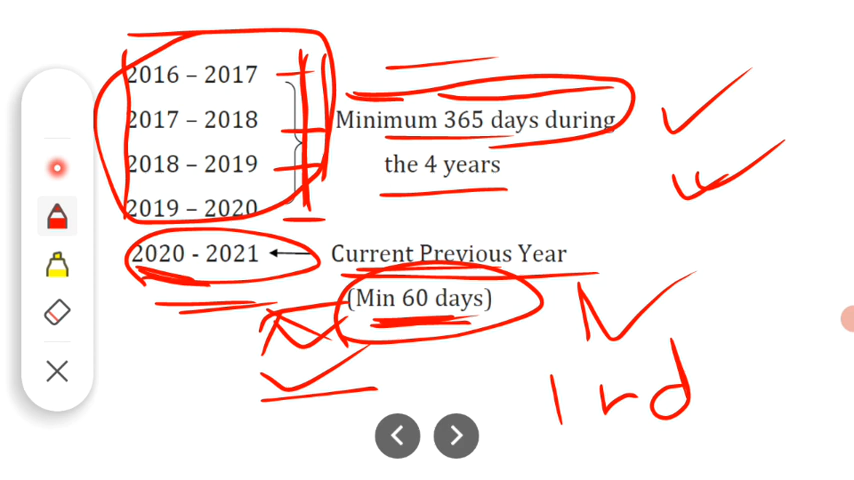 2016 – 2017
2017 – 2018 Minimum 365 days during
2018 – 2019 the 4 years
2019 – 2020
2020 - 2021 Current Previous Year
(Min 60 days)
Ind